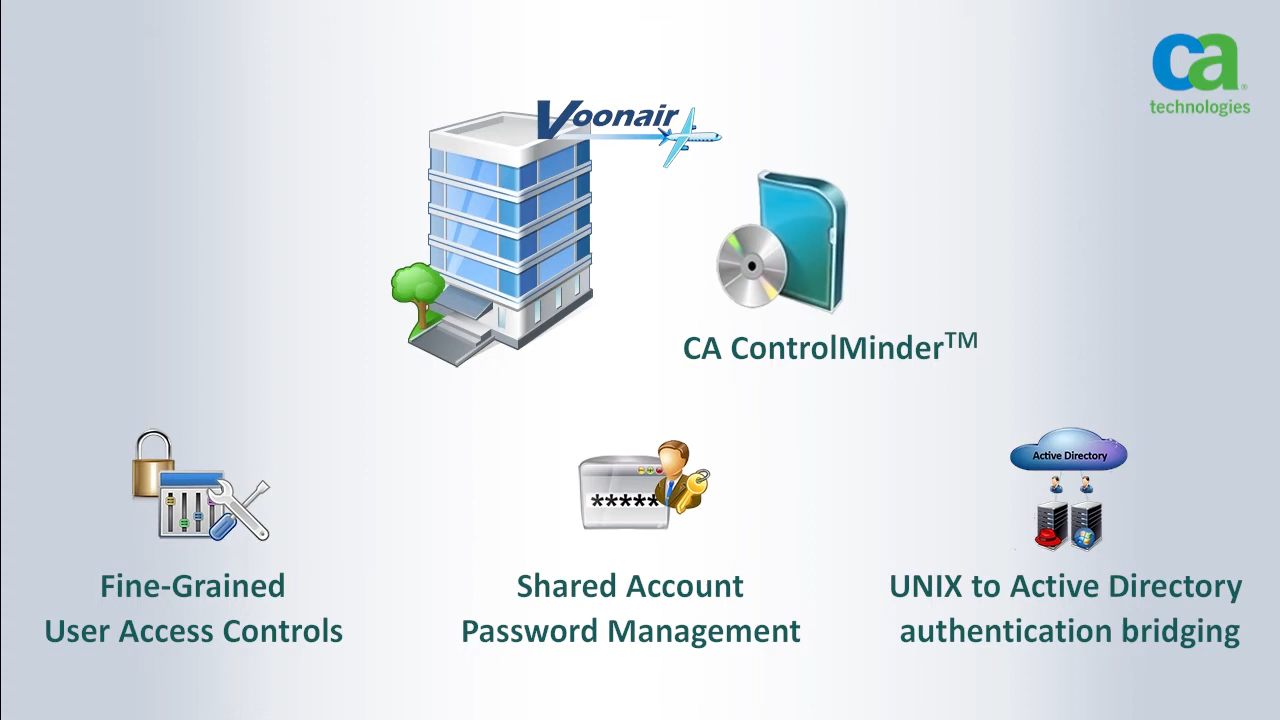 ca
technologies
Voonair
CA ControlMinder™
*****
Active Directory
Fine-Grained
User Access Controls
Shared Account
Password Management
UNIX to Active Directory
authentication bridging